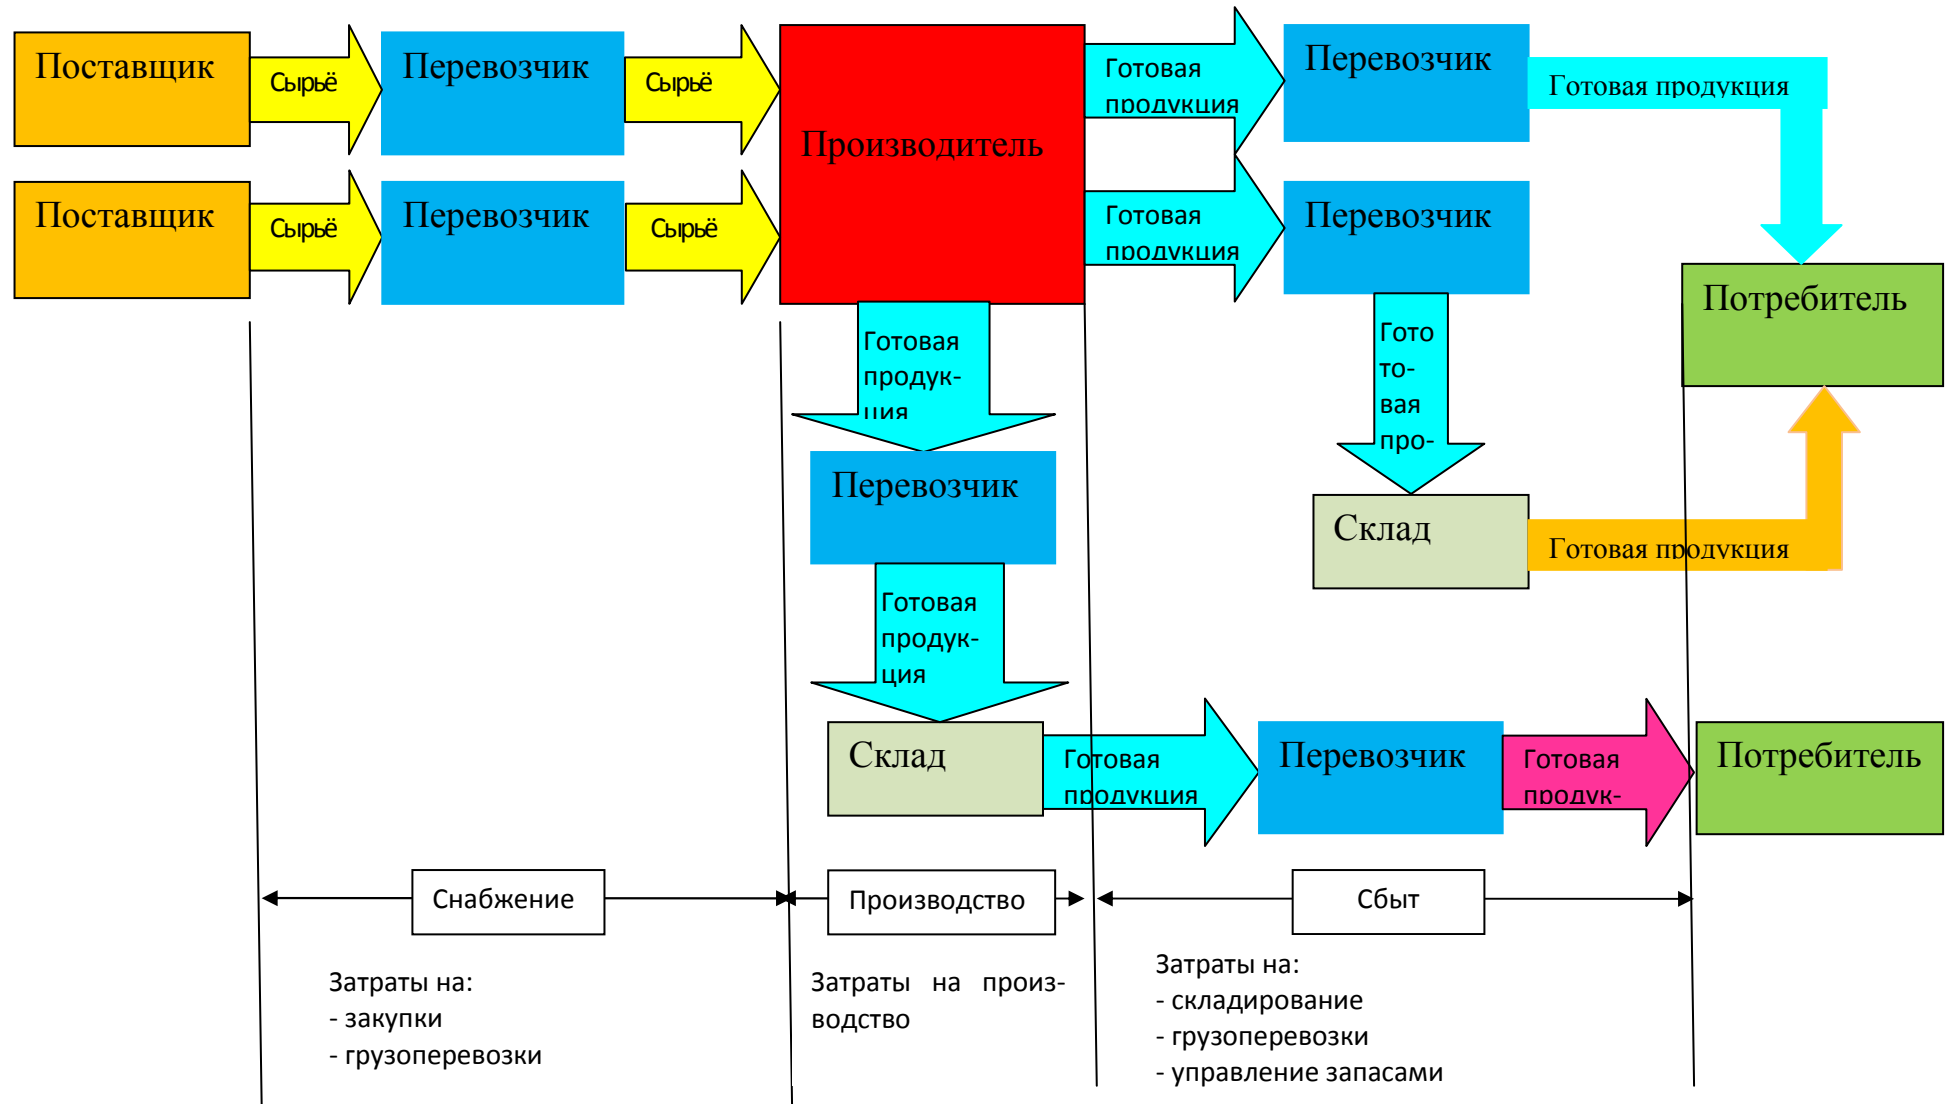 Поставщик
Сырьё
Перевозчик
Сырьё
Производитель
Готовая
продукция
Перевозчик
Готовая продукция
Поставщик
Сырьё
Перевозчик
Сырьё
Готовая
продукция
Перевозчик
Потребитель
Готовая
продук-
ция
Гото
то-
вая
про-
Перевозчик
Склад
Готовая продукция
Готовая
продук-
ция
Склад
Готовая
продукция
Перевозчик
Готовая
продук-
Потребитель
Снабжение
Производство
Сбыт
Затраты на:
- закупки
- грузоперевозки
Затраты на произ-
водство
Затраты на:
- складирование
- грузоперевозки
- управление запасами